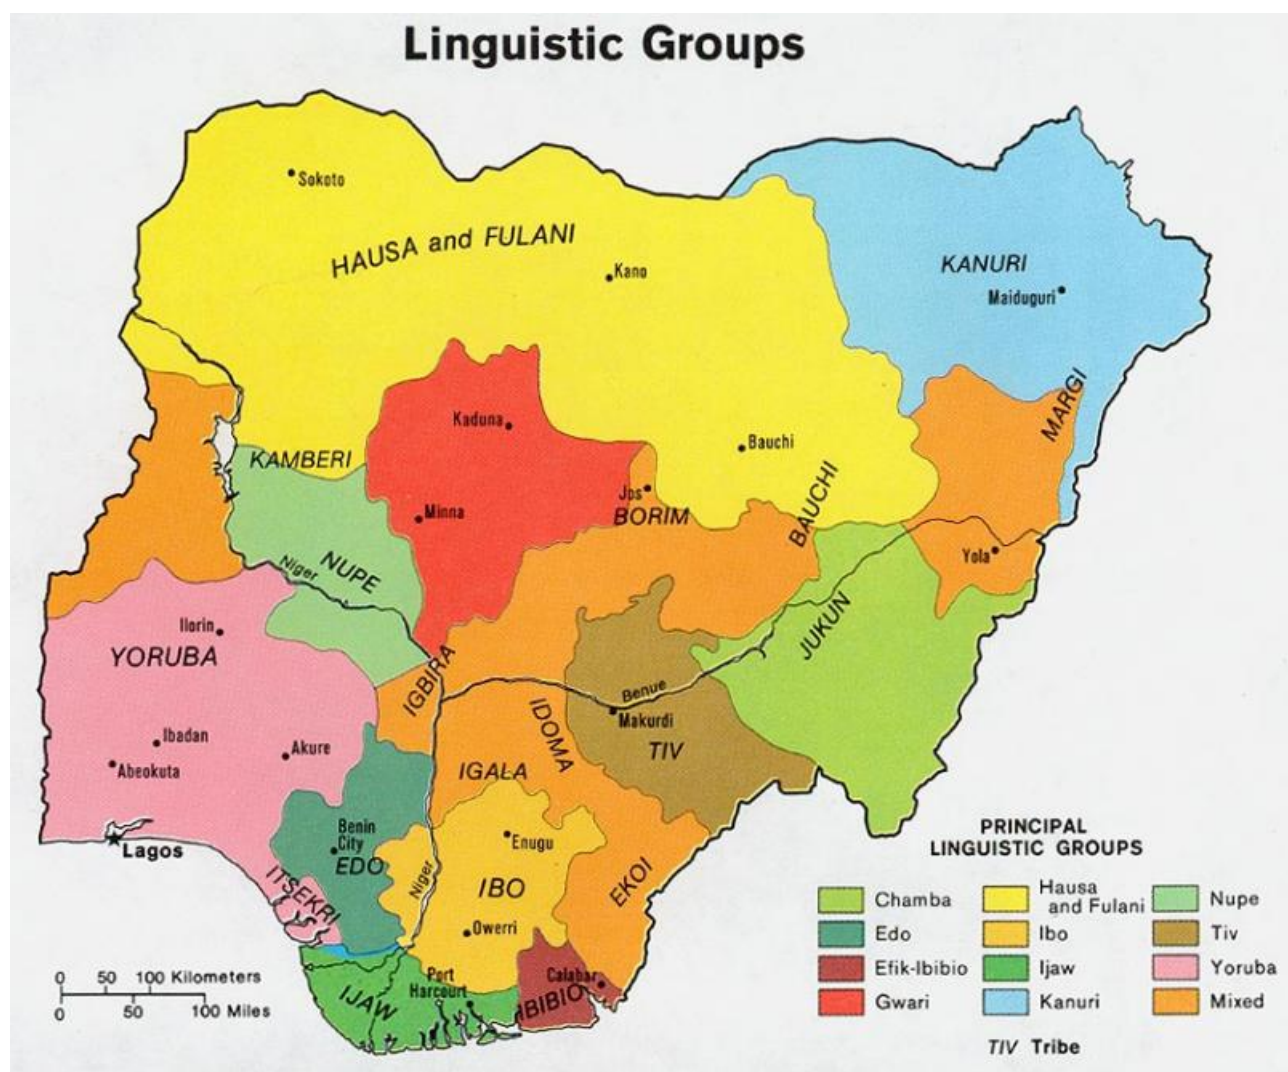 Linguistic Groups
Sokoto
HAUSA and FULANI
Kano
KANURI
Maiduguri
MARGI
Kaduna
Bauchi
KAMBERI
BAUCHI
Jos
BORIM
Minna
Yola
Niger
NUPE
JUKUN
Ilorin
YORUBA
IGBIRA
Benue
Makurdi
IDOMA
TIV
Ibadan
Akure
Abeokuta
IGALA
Lagos
Benin
City
EDO
Enugu
ITSEKRI
Niger
IBO
EKOI
Owerri
Port
Harcourt
Calabar
IJAW
IBIBIO
0 50 100 Kilometers
0 50 100 Miles
PRINCIPAL
LINGUISTIC GROUPS
Chamba
Edo
Efik-Ibibio
Gwari
Hausa
and Fulani
Ibo
Ijaw
Kanuri
Nupe
Tiv
Yoruba
Mixed
TIV Tribe